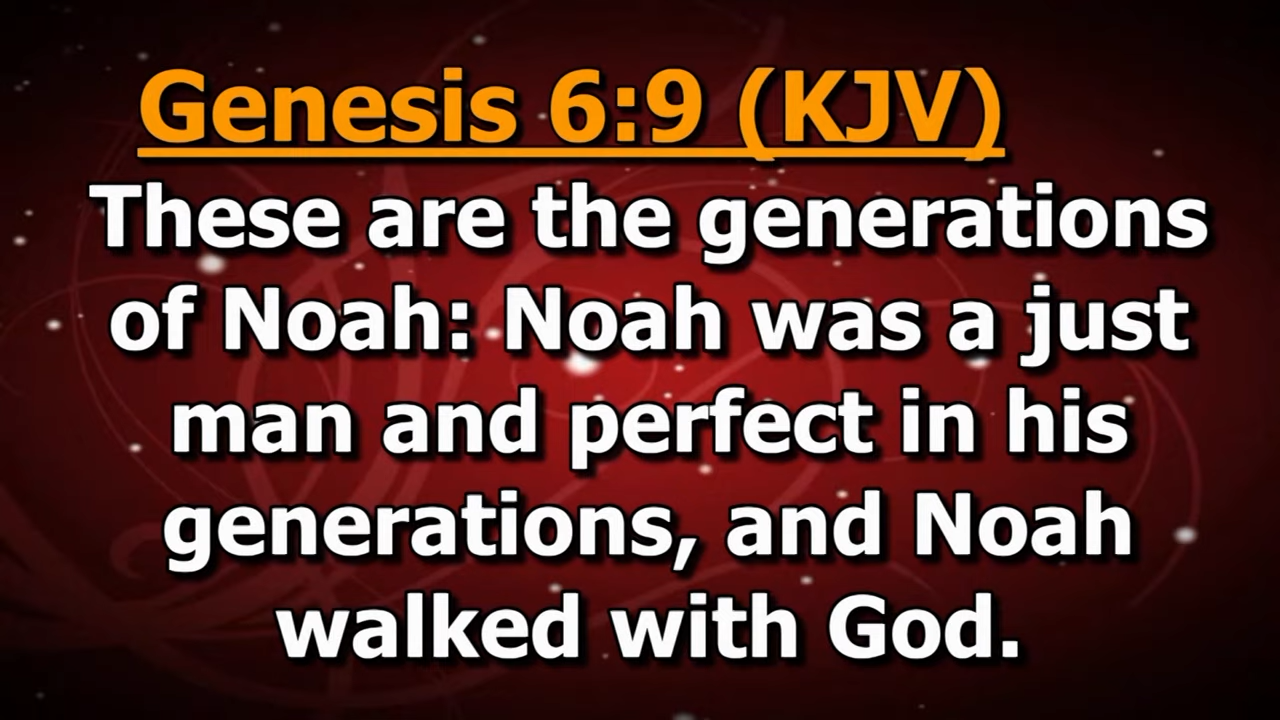 Genesis 6:9 (KJV)
These are the generations
of Noah: Noah was a just
man and perfect in his
generations, and Noah
walked with God.